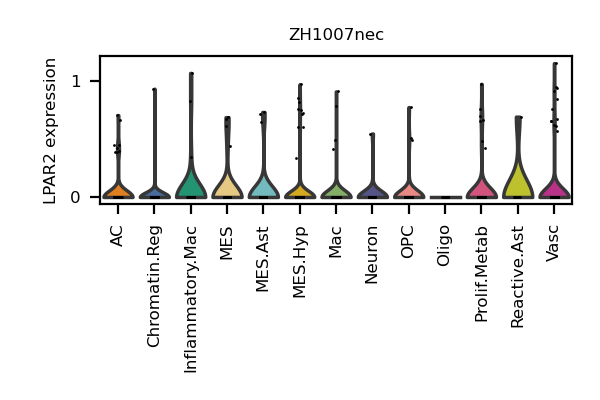 ZH1007nec
LPAR2 expression
1
0
AC
Chromatin.Reg
Inflammatory.Mac
MES
MES.Ast
MES.Hyp
Mac
Neuron
OPC
Oligo
Prolif.Metab
Reactive.Ast
Vasc